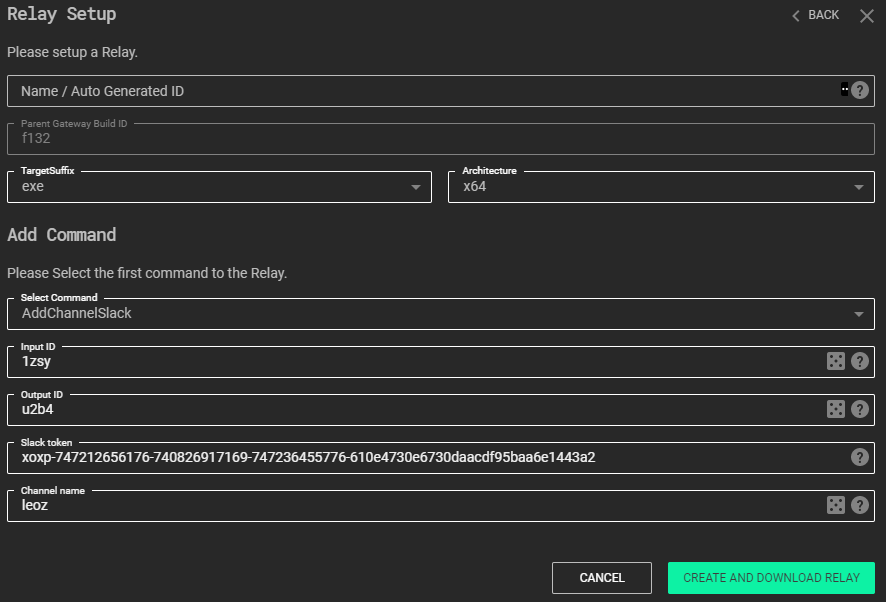 Relay Setup
BACK
Please setup a Relay.
Name / Auto Generated ID
Parent Gateway Build ID
f132
TargetSuffix
exe
Architecture
x64
Add Command
Please Select the first command to the Relay.
Select Command
AddChannelSlack
Input ID
1zsy
Output ID
u2b4
Slack token
xoxp-747212656176-740826917169-747236455776-610e4730e6730daacdf95baa6e1443a2
Channel name
leoz
CANCEL
CREATE AND DOWNLOAD RELAY